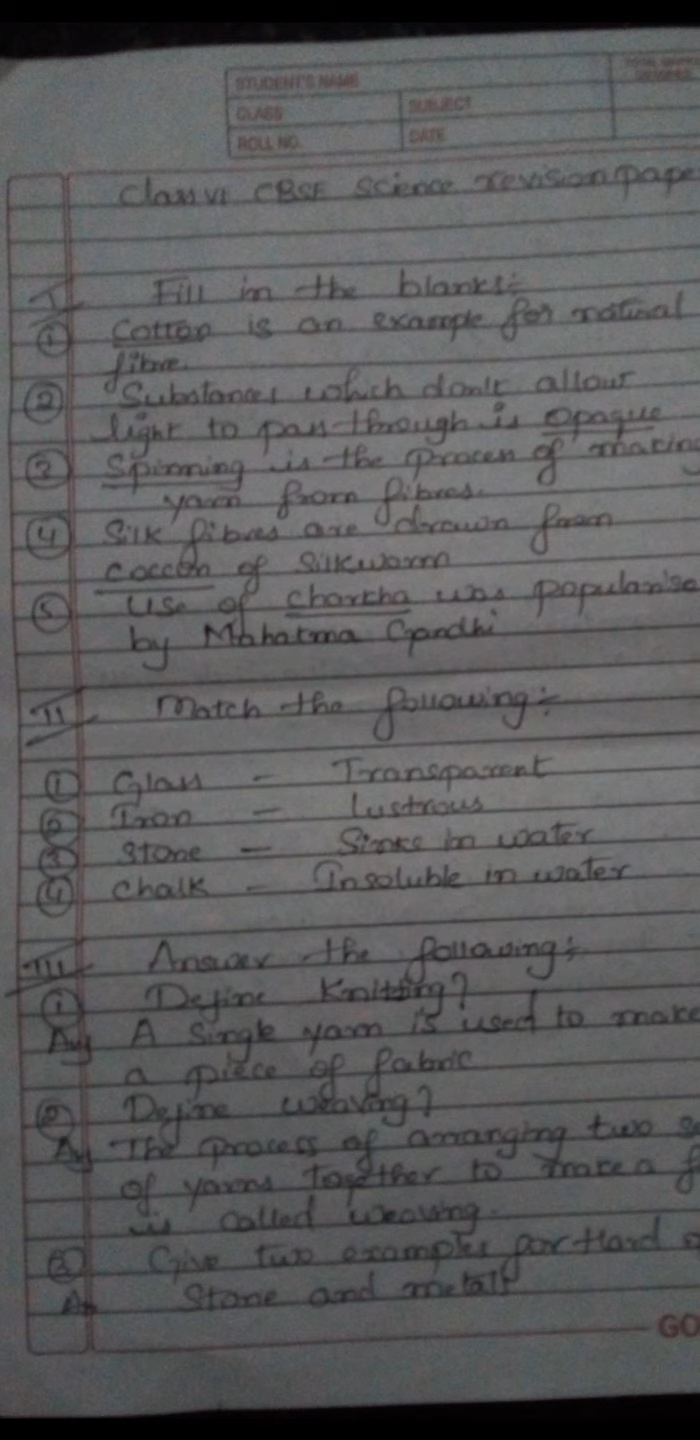 STUDENT'S NAME
CLASS SUBJECT
ROLL NO. DATE
Class VI CBSE Science revision pape
I Fill in the blanks:-
① Cotton is an example for natural
fibre.
② Substances which don't allow
light to pass through is opaque
③ Spinning is the process of making
yarn from fibres.
④ Silk fibres are drawn from
coccon of silkworm
⑤ Use of charkha was popularise
by Mahatma Gandhi
II Match the following:-
① Glass - Transparent
② Iron - lustrous
③ Stone - Sinks in water
④ Chalk - Insoluble in water
III Answer the following:-
① Define Knitting?
Ans A single yarn is used to make
a piece of fabric
② Define weaving?
Ans The process of arranging two
of yarns together to make a f
is called weaving.
③ Give two examples for Hard
An Stone and metal
GO